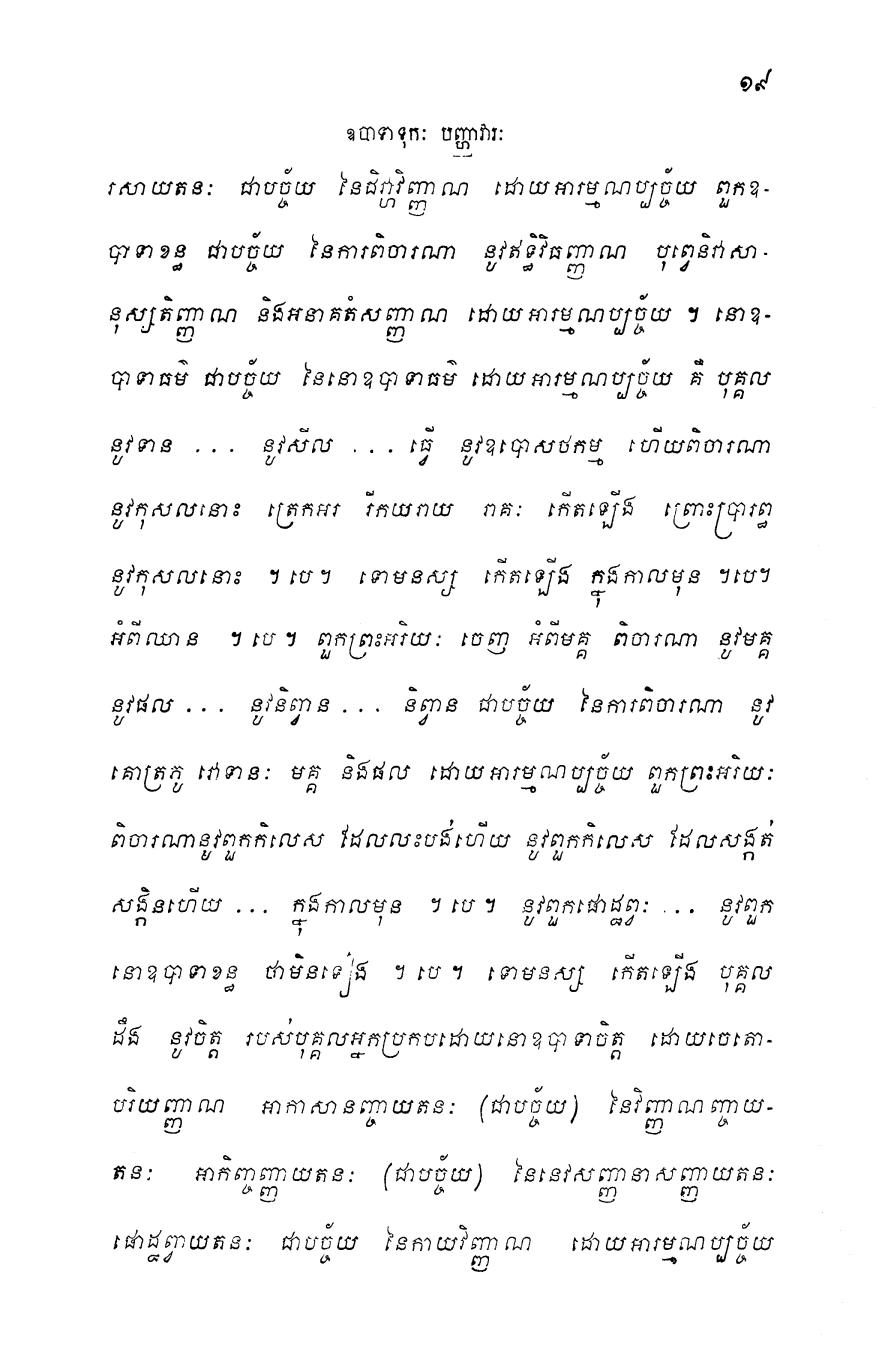 ១៩
ឧបាទាទុកៈ បញ្ហាវារៈ
រសាយតនៈ ជាបច្ច័យ នៃជិវ្ហាវិញ្ញាណ ដោយអារម្មណប្បច្ច័យ ពួកឧ-
បាទាខន្ធ ជាបច្ច័យ នៃការពិចារណា នូវឥទ្ធិវិធញ្ញាណ បុព្វេនិវាសា-
នុស្សតិញ្ញាណ និងអនាគតំសញ្ញាណ ដោយអារម្មណប្បច្ច័យ ។ នោឧ-
បាទាធម៌ ជាបច្ច័យ នៃនោឧបាទាធម៌ ដោយអារម្មណប្បច្ច័យ គឺ បុគ្គល
នូវទាន ... នូវសីល ... ធ្វើ នូវឧបោសថកម្ម ហើយពិចារណា
នូវកុសលនោះ ត្រេកអរ រីករាយ រាគៈ កើតឡើង ព្រោះប្រារព្ធ
នូវកុសលនោះ ។ បេ ។ ទោមនស្ស កើតឡើង ក្នុងកាលមុន ។បេ។
អំពីឈាន ។ បេ ។ ពួកព្រះអរិយៈ ចេញ អំពីមគ្គ ពិចារណា នូវមគ្គ
នូវផល ... នូវនិព្វាន ... និព្វាន ជាបច្ច័យ នៃការពិចារណា នូវ
គោត្រភូ វោទានៈ មគ្គ និងផល ដោយអារម្មណប្បច្ច័យ ពួកព្រះអរិយៈ
ពិចារណានូវពួកកិលេស ដែលលះបង់ហើយ នូវពួកកិលេស ដែលសង្កត់
សង្កិនហើយ ... ក្នុងកាលមុន ។ បេ ។ នូវពួកផោដ្ឋព្វៈ ... នូវពួក
នោឧបាទាខន្ធ ថាមិនទៀង ។ បេ ។ ទោមនស្ស កើតឡើង បុគ្គល
ដឹង នូវចិត្ត របស់បុគ្គលអ្នកប្រកបដោយនោឧបាទាចិត្ត ដោយចេតោ-
បរិយញ្ញាណ អាកាសានញ្ចាយតនៈ (ជាបច្ច័យ) នៃវិញ្ញាណញ្ចាយ-
តនៈ អាកិញ្ចញ្ញាយតនៈ (ជាបច្ច័យ) នៃនេវសញ្ញានាសញ្ញាយតនៈ
ផោដ្ឋព្វាយតនៈ ជាបច្ច័យ នៃកាយវិញ្ញាណ ដោយអារម្មណប្បច្ច័យ